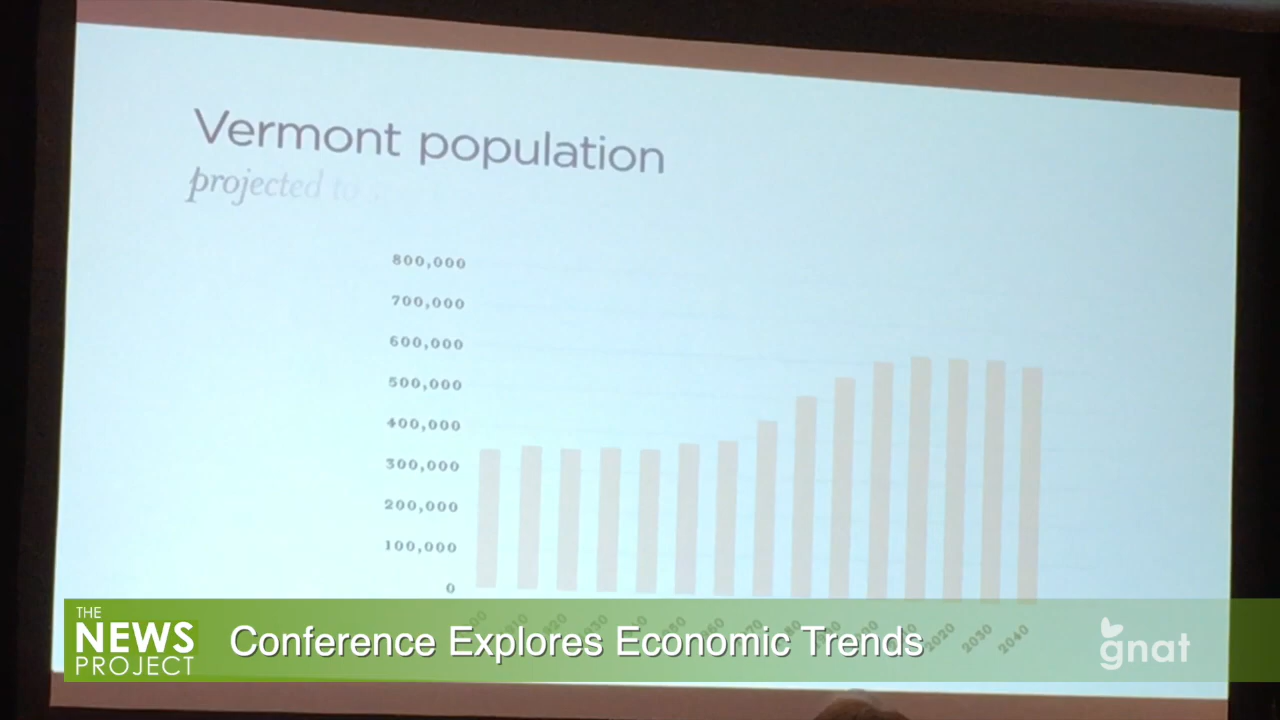 Vermont population
projected to
800,000
700,000
600,000
500,000
400,000
300,000
200,000
100,000
0
2020 2030 2040
THE
NEWS
PROJECT
Conference Explores Economic Trends
gnat